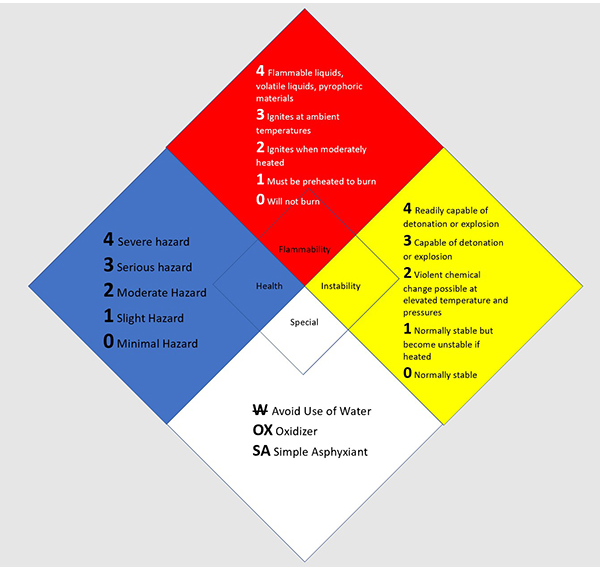 4 Flammable liquids,
volatile liquids, pyrophoric
materials
3 Ignites at ambient
temperatures
2 Ignites when moderately
heated
1 Must be preheated to burn
0 Will not burn
Flammability
4 Severe hazard
3 Serious hazard
2 Moderate Hazard
1 Slight Hazard
0 Minimal Hazard
Health
4 Readily capable of
detonation or explosion
3 Capable of detonation
or explosion
2 Violent chemical
change possible at
elevated temperature and
pressures
1 Normally stable but
become unstable if
heated
0 Normally stable
Instability
Special
W Avoid Use of Water
OX Oxidizer
SA Simple Asphyxiant